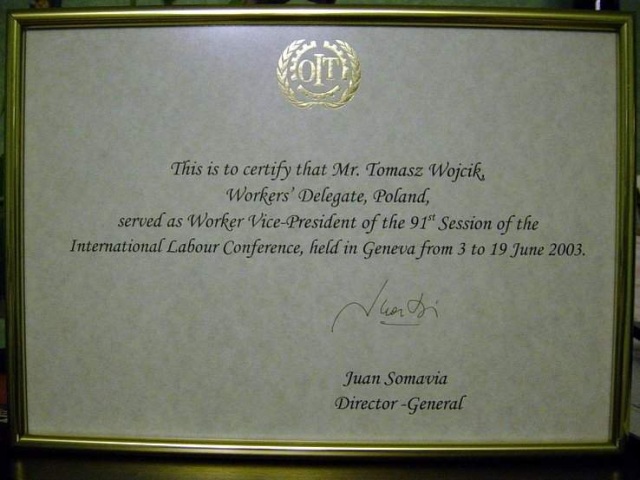 OIT
This is to certify that Mr. Tomasz Wojcik,
Workers' Delegate, Poland,
served as Worker Vice-President of the 91st Session of the
International Labour Conference, held in Geneva from 3 to 19 June 2003.
Juan Somavia
Director -General